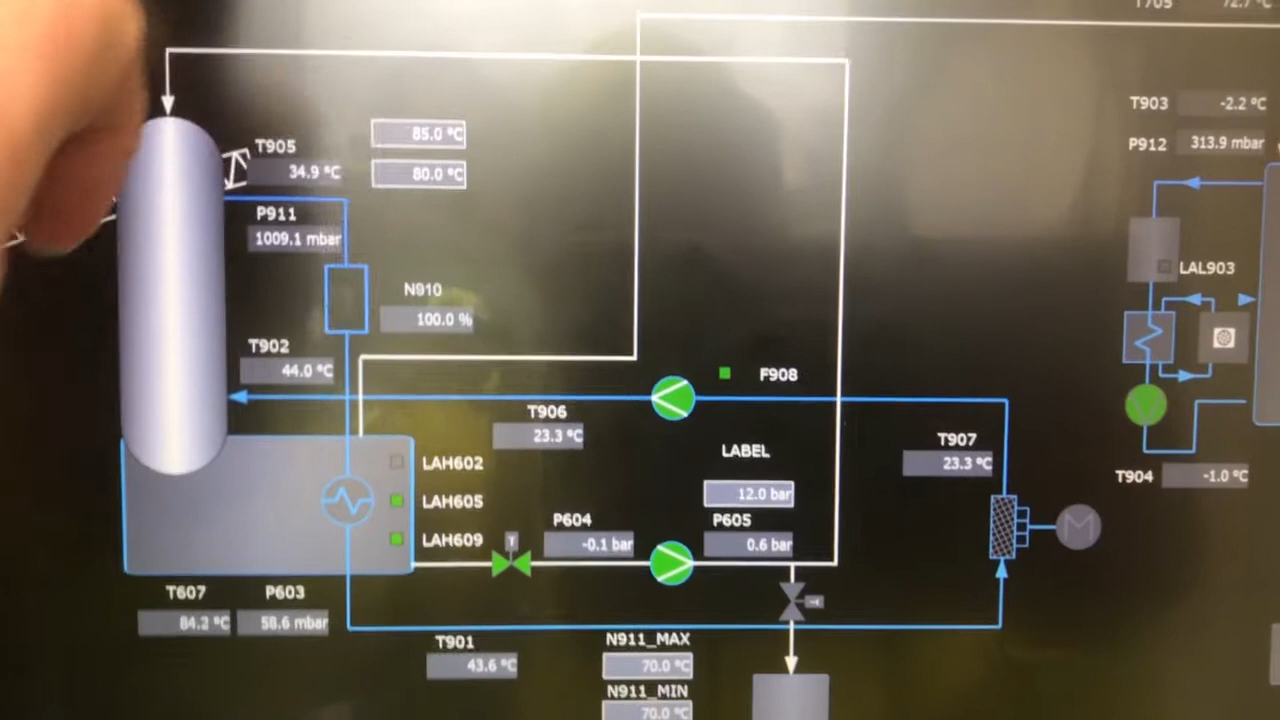 T705 72.7 °C
T903 -2.2 °C
P912 313.9 mbar
T905
34.9 °C
85.0 °C
80.0 °C
P911
1009.1 mbar
LAL903
N910
100.0 %
T902
44.0 °C
F908
T906
23.3 °C
T907
23.3 °C
LABEL
12.0 bar
LAH602
LAH605
LAH609
T904 -1.0 °C
T
P604
-0.1 bar
P605
0.6 bar
M
T607
84.2 °C
P603
58.6 mbar
T
T901
43.6 °C
N911_MAX
70.0 °C
N911_MIN
70.0 °C